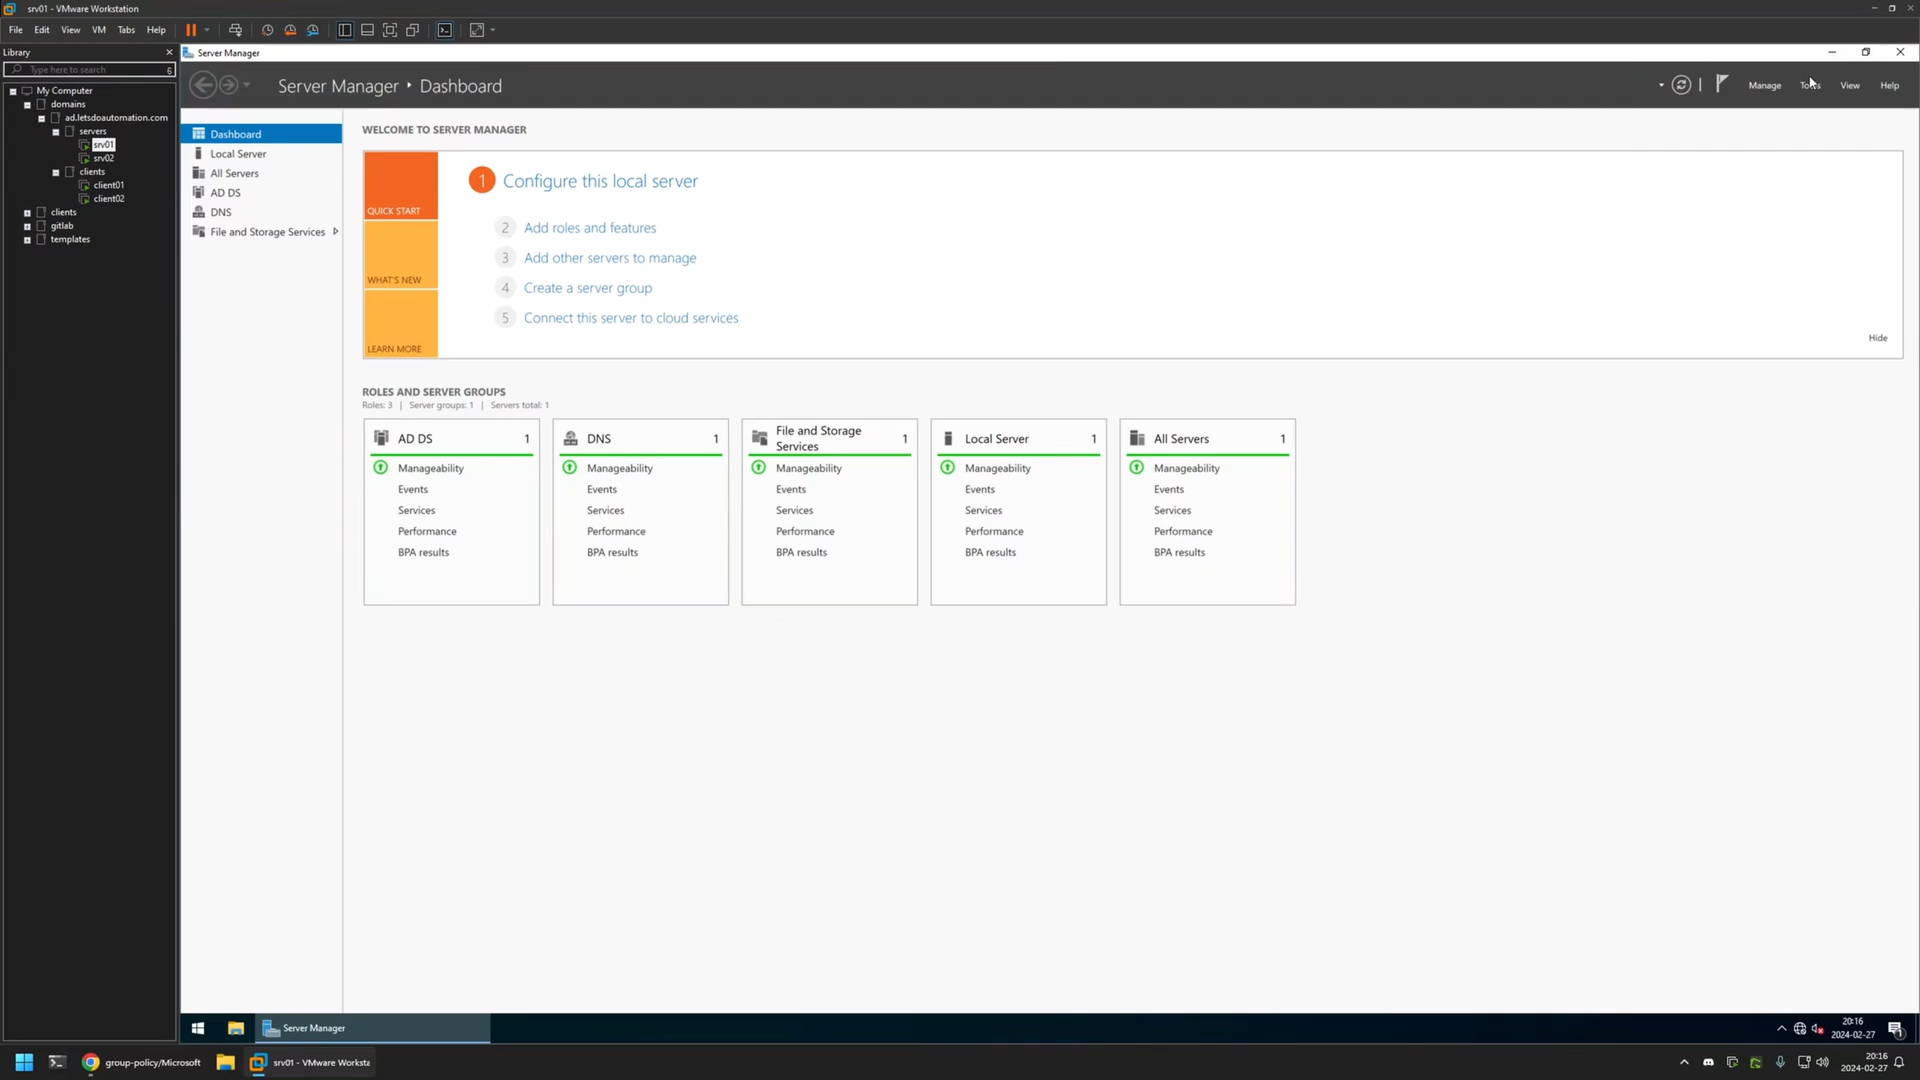 srv01 - VMware Workstation
File Edit View VM Tabs Help
Library
Type here to search
6
My Computer
domains
ad.letsdoautomation.com
servers
srv01
srv02
clients
client01
client02
clients
gitlab
templates
Server Manager
Server Manager Dashboard
Manage Tools View Help
Dashboard
Local Server
All Servers
AD DS
DNS
File and Storage Services
WELCOME TO SERVER MANAGER
QUICK START
WHAT'S NEW
LEARN MORE
1 Configure this local server
2 Add roles and features
3 Add other servers to manage
4 Create a server group
5 Connect this server to cloud services
Hide
ROLES AND SERVER GROUPS
Roles: 3 | Server groups: 1 | Servers total: 1
AD DS 1
Manageability
Events
Services
Performance
BPA results
DNS 1
Manageability
Events
Services
Performance
BPA results
File and Storage
Services 1
Manageability
Events
Services
Performance
BPA results
Local Server 1
Manageability
Events
Services
Performance
BPA results
All Servers 1
Manageability
Events
Services
Performance
BPA results
Server Manager
20:16
2024-02-27
1
group-policy/Microsoft
srv01 - VMware Worksta
20:16
2024-02-27